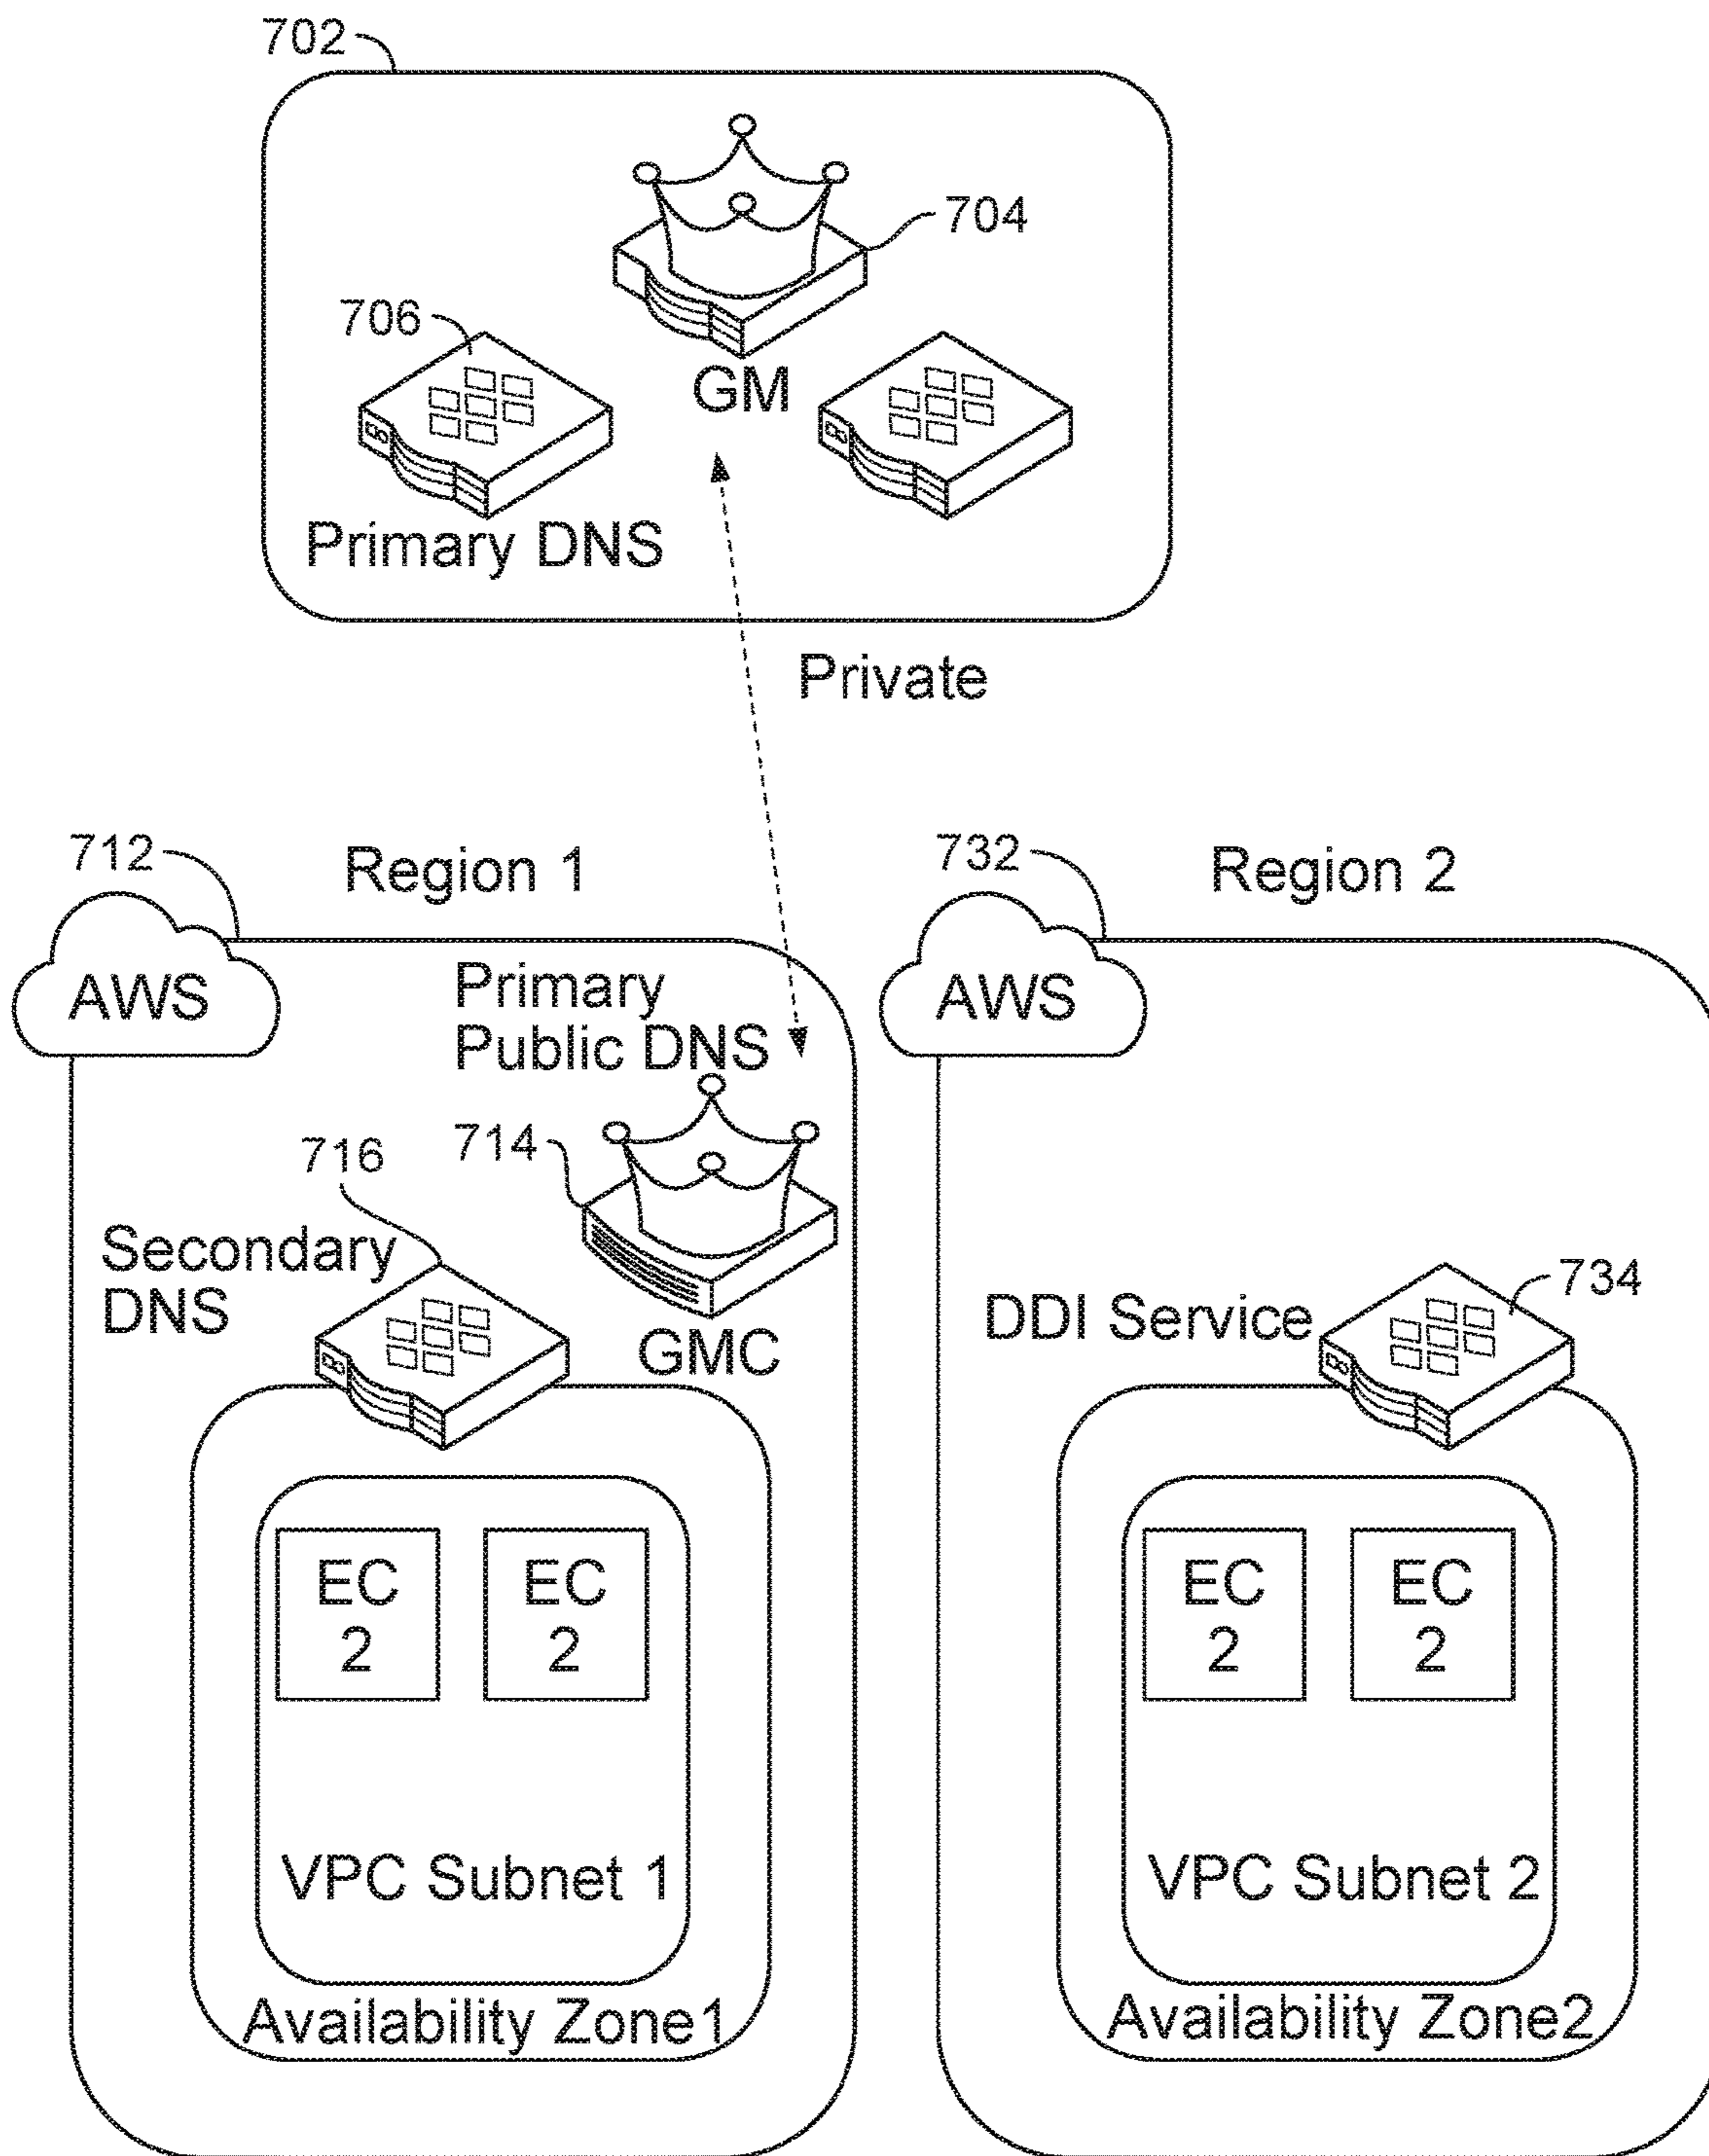 702
704
706
GM
Primary DNS
Private
712
Region 1
732
Region 2
AWS
Primary
Public DNS
AWS
716
714
Secondary
DNS
GMC
DDI Service
734
EC
2
EC
2
EC
2
EC
2
VPC Subnet 1
VPC Subnet 2
Availability Zone1
Availability Zone2